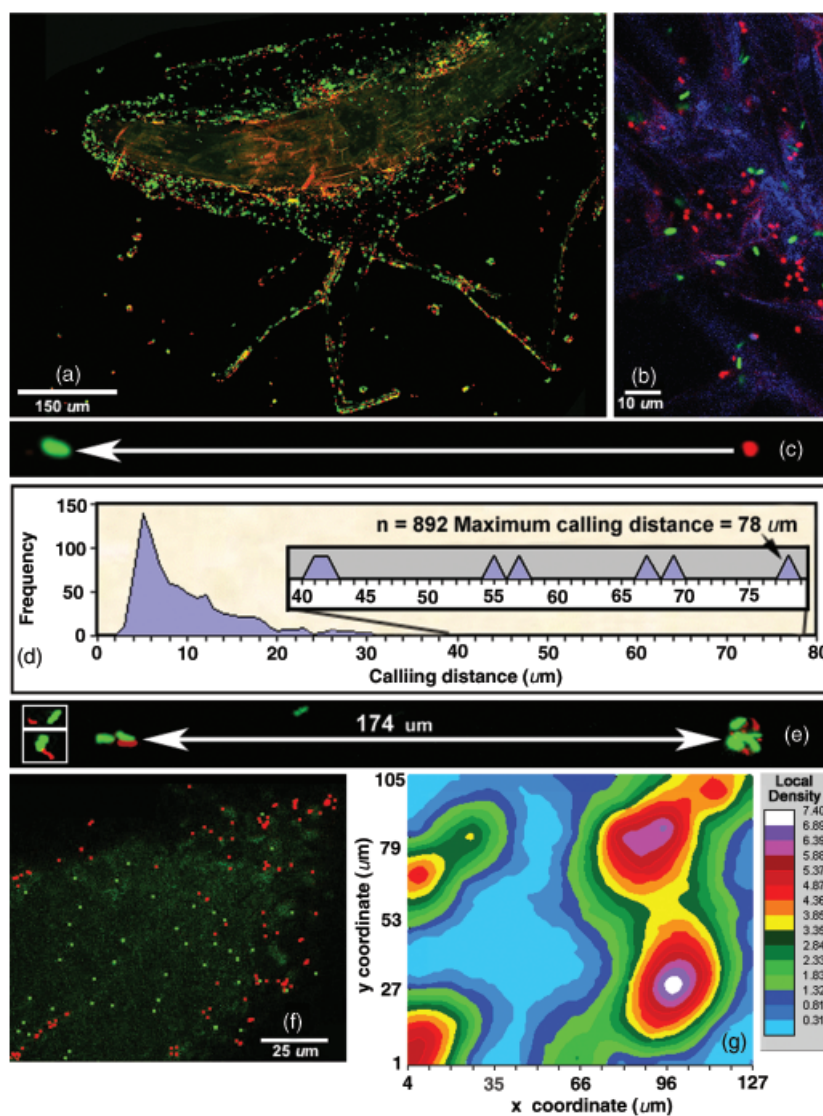 (a)
150 um
(b)
10 um
(c)
n = 892 Maximum calling distance = 78 um
Frequency
150
100
50
0
40 45 50 55 60 65 70 75
(d)
0 10 20 30 40 50 60 70 80
Calliing distance (um)
174 um
(e)
(f)
25 um
y coordinate (um)
105
79
53
27
1
(g)
4 35 66 96 127
x coordinate (um)
Local
Density
7.40
6.89
6.39
5.88
5.37
4.87
4.36
3.85
3.35
2.84
2.33
1.83
1.32
0.81
0.31